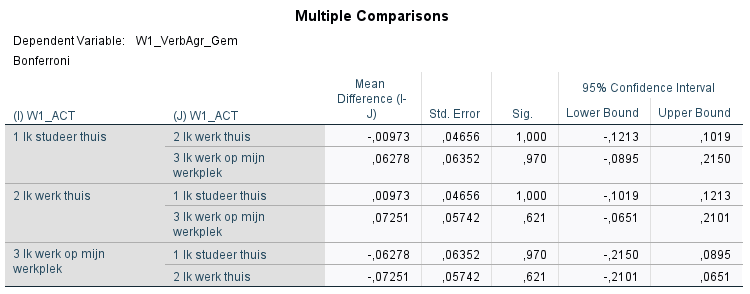 Multiple Comparisons
Dependent Variable: W1_VerbAgr_Gem
Bonferroni
Mean
Difference (I-
J)
95% Confidence Interval
(I) W1_ACT (J) W1_ACT Std. Error Sig. Lower Bound Upper Bound
1 Ik studeer thuis 2 Ik werk thuis -,00973 ,04656 1,000 -,1213 ,1019
3 Ik werk op mijn
werkplek
,06278 ,06352 ,970 -,0895 ,2150
2 Ik werk thuis 1 Ik studeer thuis ,00973 ,04656 1,000 -,1019 ,1213
3 Ik werk op mijn
werkplek
,07251 ,05742 ,621 -,0651 ,2101
3 Ik werk op mijn
werkplek
1 Ik studeer thuis -,06278 ,06352 ,970 -,2150 ,0895
2 Ik werk thuis -,07251 ,05742 ,621 -,2101 ,0651